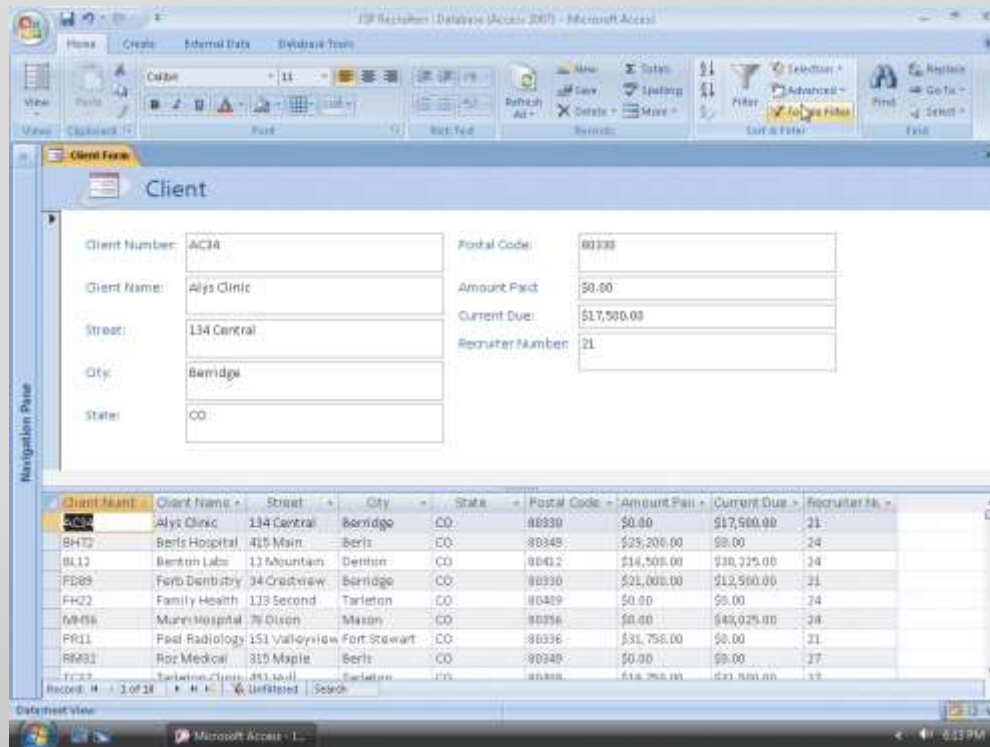 JSP Recruiters : Database (Access 2007) - Microsoft Access
Home Create External Data Database Tools
View Paste Calibri 11 Refresh All New Save Delete Totals Spelling More Filter Selection Advanced Toggle Filter Find Replace Go To Select
Views Clipboard Font Rich Text Records Sort & Filter Find
Client Form
Client
Client Number: AC34
Client Name: Alys Clinic
Street: 134 Central
City: Berridge
State: CO
Postal Code: 80330
Amount Paid: $0.00
Current Due: $17,500.00
Recruiter Number: 21
Navigation Pane
Client Numb Client Name Street City State Postal Code Amount Pai Current Due Recruiter Nu
AC34 Alys Clinic 134 Central Berridge CO 80330 $0.00 $17,500.00 21
BH72 Berls Hospital 415 Main Berls CO 80349 $29,200.00 $0.00 24
BL12 Benton Labs 12 Mountain Denton CO 80412 $16,500.00 $38,225.00 24
FD89 Ferb Dentistry 34 Crestview Berridge CO 80330 $21,000.00 $12,500.00 21
FH22 Family Health 123 Second Tarleton CO 80409 $0.00 $0.00 24
MH56 Munn Hospital 76 Dixon Mason CO 80356 $0.00 $43,025.00 24
PR11 Peel Radiology 151 Valleyview Fort Stewart CO 80336 $31,750.00 $0.00 21
RM32 Roz Medical 315 Maple Berls CO 80349 $0.00 $0.00 27
Tarleton Clinic 451 Hull Tarleton CO
Record: 1 of 10 Unfiltered Search
Datasheet View
Microsoft Access - J... 6:23 PM